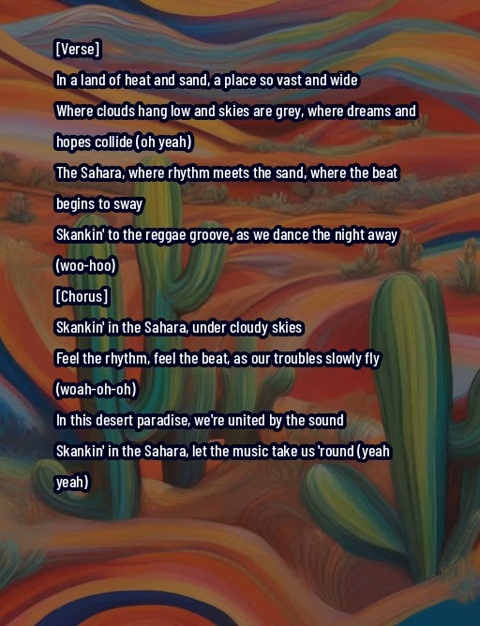 [Verse]
In a land of heat and sand, a place so vast and wide
Where clouds hang low and skies are grey, where dreams and
hopes collide (oh yeah)
The Sahara, where rhythm meets the sand, where the beat
begins to sway
Skankin' to the reggae groove, as we dance the night away
(woo-hoo)
[Chorus]
Skankin' in the Sahara, under cloudy skies
Feel the rhythm, feel the beat, as our troubles slowly fly
(woah-oh-oh)
In this desert paradise, we're united by the sound
Skankin' in the Sahara, let the music take us 'round (yeah
yeah)